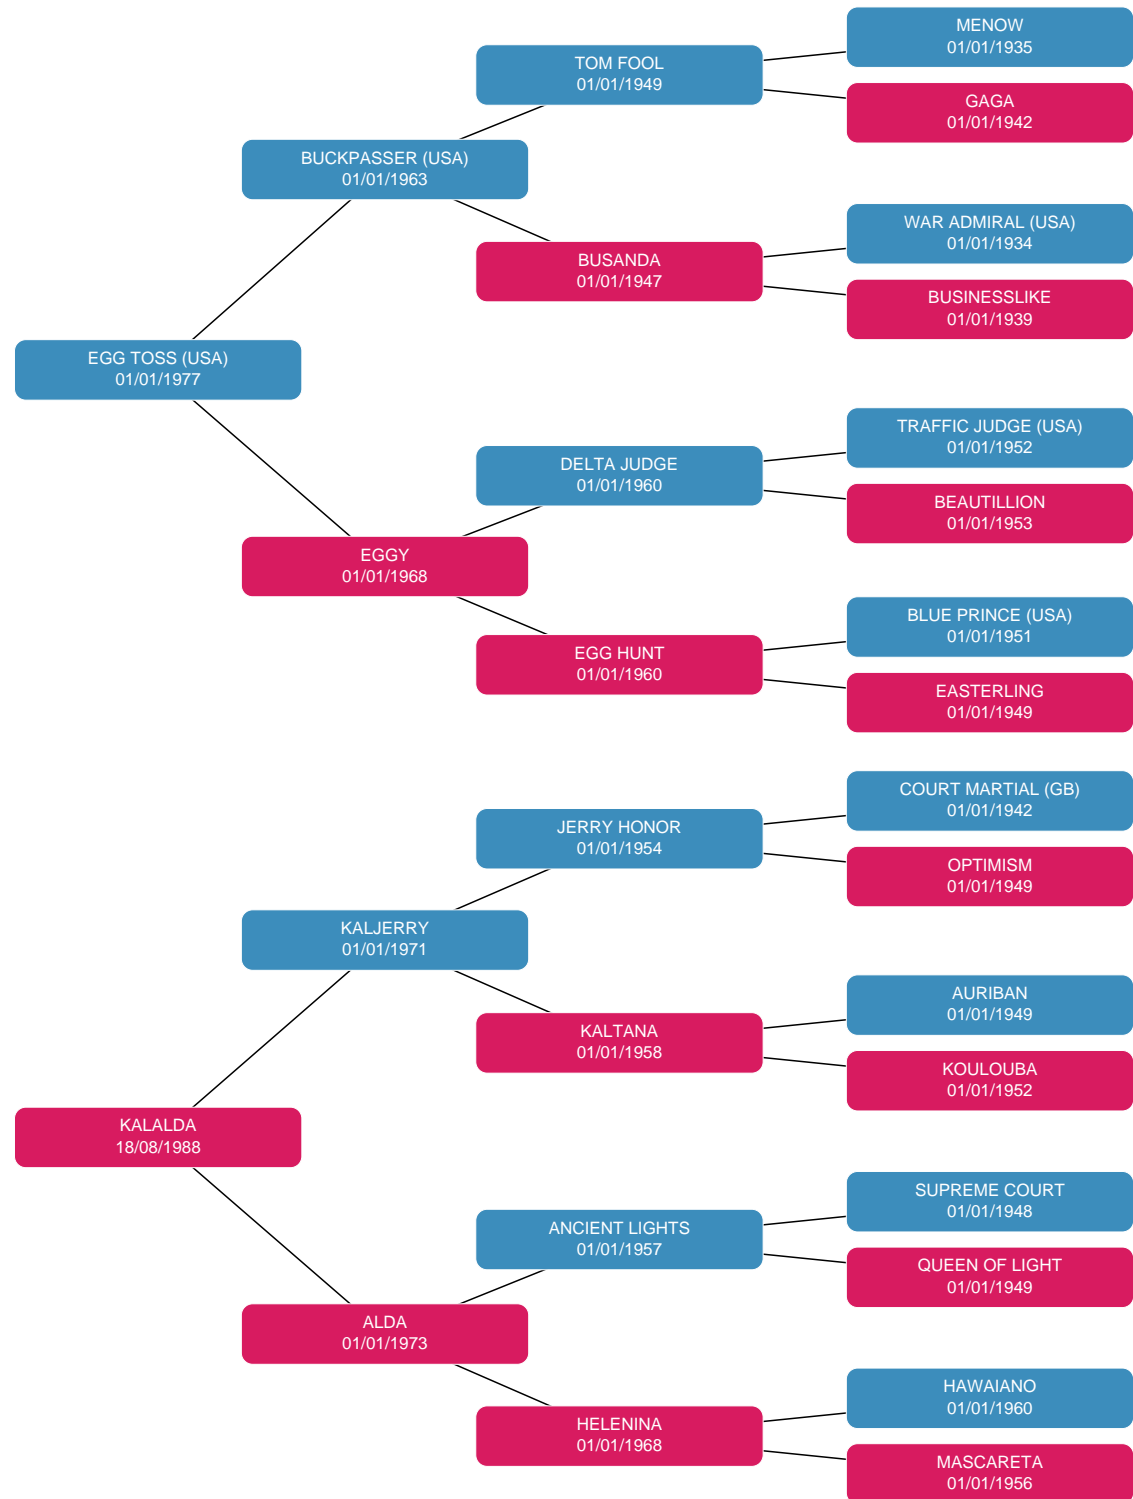 MENOW
01/01/1935
TOM FOOL
01/01/1949
GAGA
01/01/1942
BUCKPASSER (USA)
01/01/1963
WAR ADMIRAL (USA)
01/01/1934
BUSANDA
01/01/1947
BUSINESSLIKE
01/01/1939
EGG TOSS (USA)
01/01/1977
TRAFFIC JUDGE (USA)
01/01/1952
DELTA JUDGE
01/01/1960
BEAUTILLION
01/01/1953
EGGY
01/01/1968
BLUE PRINCE (USA)
01/01/1951
EGG HUNT
01/01/1960
EASTERLING
01/01/1949
COURT MARTIAL (GB)
01/01/1942
JERRY HONOR
01/01/1954
OPTIMISM
01/01/1949
KALJERRY
01/01/1971
AURIBAN
01/01/1949
KALTANA
01/01/1958
KOULOUBA
01/01/1952
KALALDA
18/08/1988
SUPREME COURT
01/01/1948
ANCIENT LIGHTS
01/01/1957
QUEEN OF LIGHT
01/01/1949
ALDA
01/01/1973
HAWAIANO
01/01/1960
HELENINA
01/01/1968
MASCARETA
01/01/1956